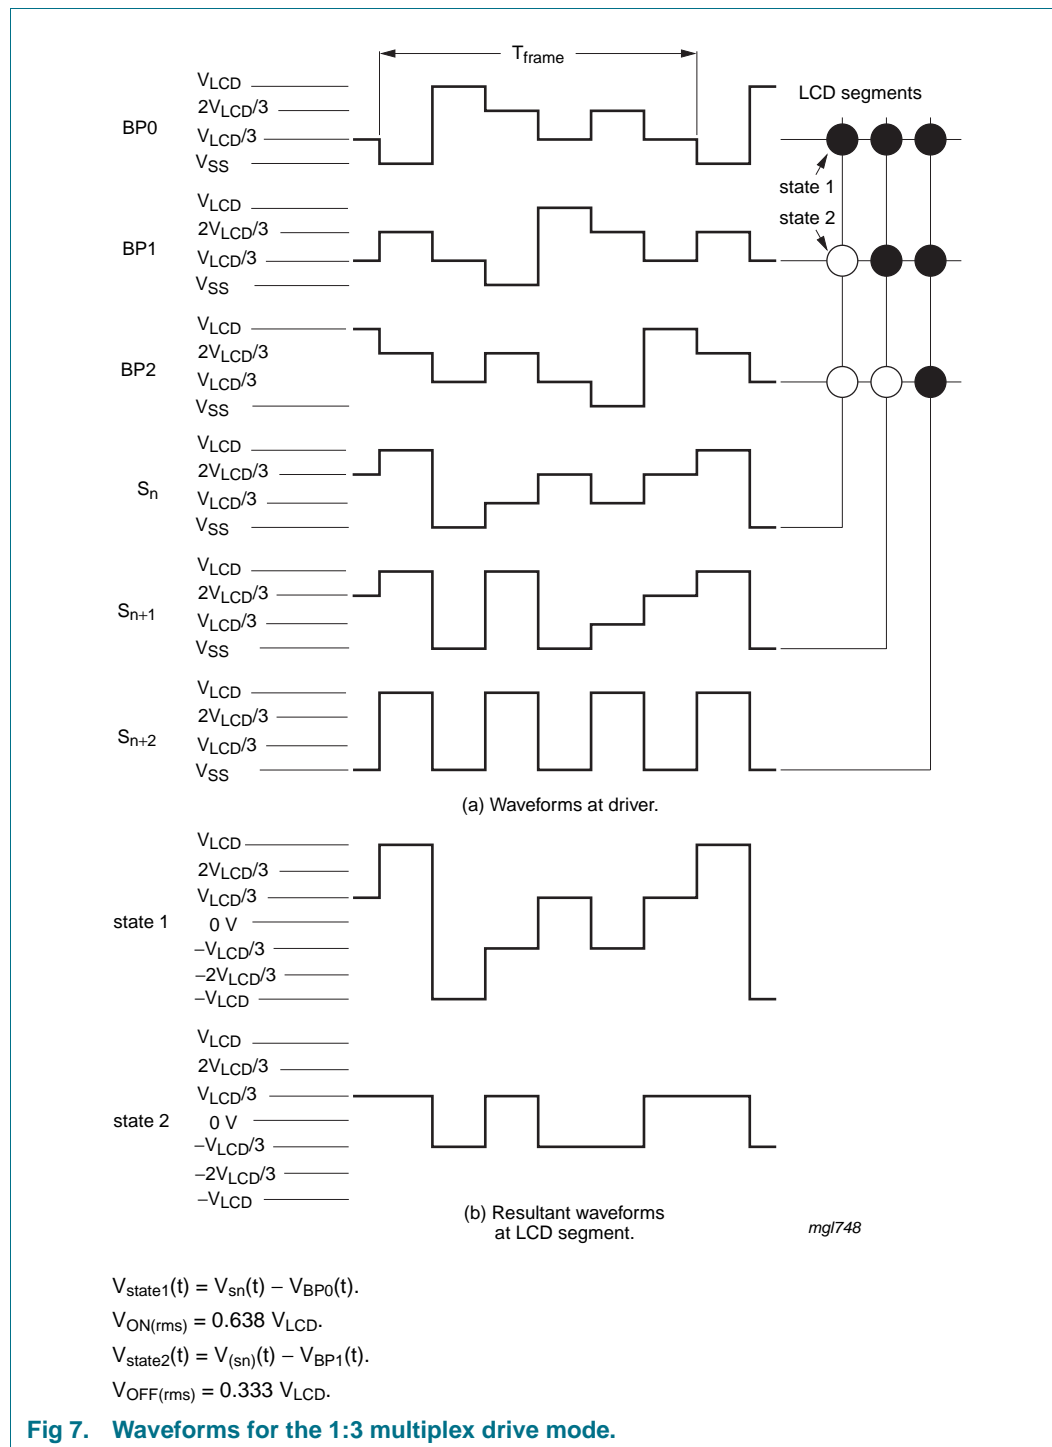 Tframe
VLCD
2VLCD/3
BP0
VLCD/3
VSS
LCD segments
state 1
VLCD
2VLCD/3
BP1
VLCD/3
VSS
state 2
VLCD
2VLCD/3
BP2
VLCD/3
VSS
VLCD
2VLCD/3
Sn
VLCD/3
VSS
VLCD
2VLCD/3
Sn+1
VLCD/3
VSS
VLCD
2VLCD/3
Sn+2
VLCD/3
VSS
(a) Waveforms at driver.
VLCD
2VLCD/3
VLCD/3
state 1
0 V
−VLCD/3
−2VLCD/3
−VLCD
VLCD
2VLCD/3
VLCD/3
state 2
0 V
−VLCD/3
−2VLCD/3
−VLCD
(b) Resultant waveforms
at LCD segment.
mgl748
Vstate1(t) = Vsn(t) − VBP0(t).
VON(rms) = 0.638 VLCD.
Vstate2(t) = V(sn)(t) − VBP1(t).
VOFF(rms) = 0.333 VLCD.
Fig 7. Waveforms for the 1:3 multiplex drive mode.